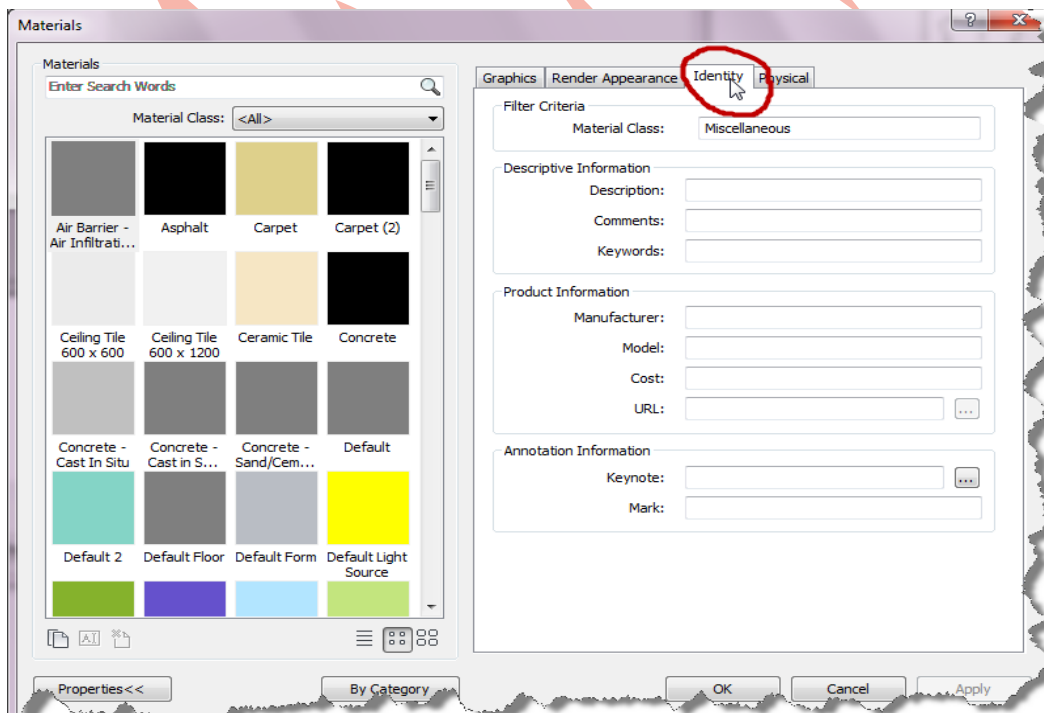 Materials
Materials
Enter Search Words
Material Class: <All>
Air Barrier - Air Infiltrati...
Asphalt
Carpet
Carpet (2)
Ceiling Tile 600 x 600
Ceiling Tile 600 x 1200
Ceramic Tile
Concrete
Concrete - Cast In Situ
Concrete - Cast in S...
Concrete - Sand/Cem...
Default
Default 2
Default Floor
Default Form
Default Light Source
AI
Properties<<
By Category
Graphics
Render Appearance
Identity
Physical
Filter Criteria
Material Class: Miscellaneous
Descriptive Information
Description:
Comments:
Keywords:
Product Information
Manufacturer:
Model:
Cost:
URL:
...
Annotation Information
Keynote:
...
Mark:
OK
Cancel
Apply